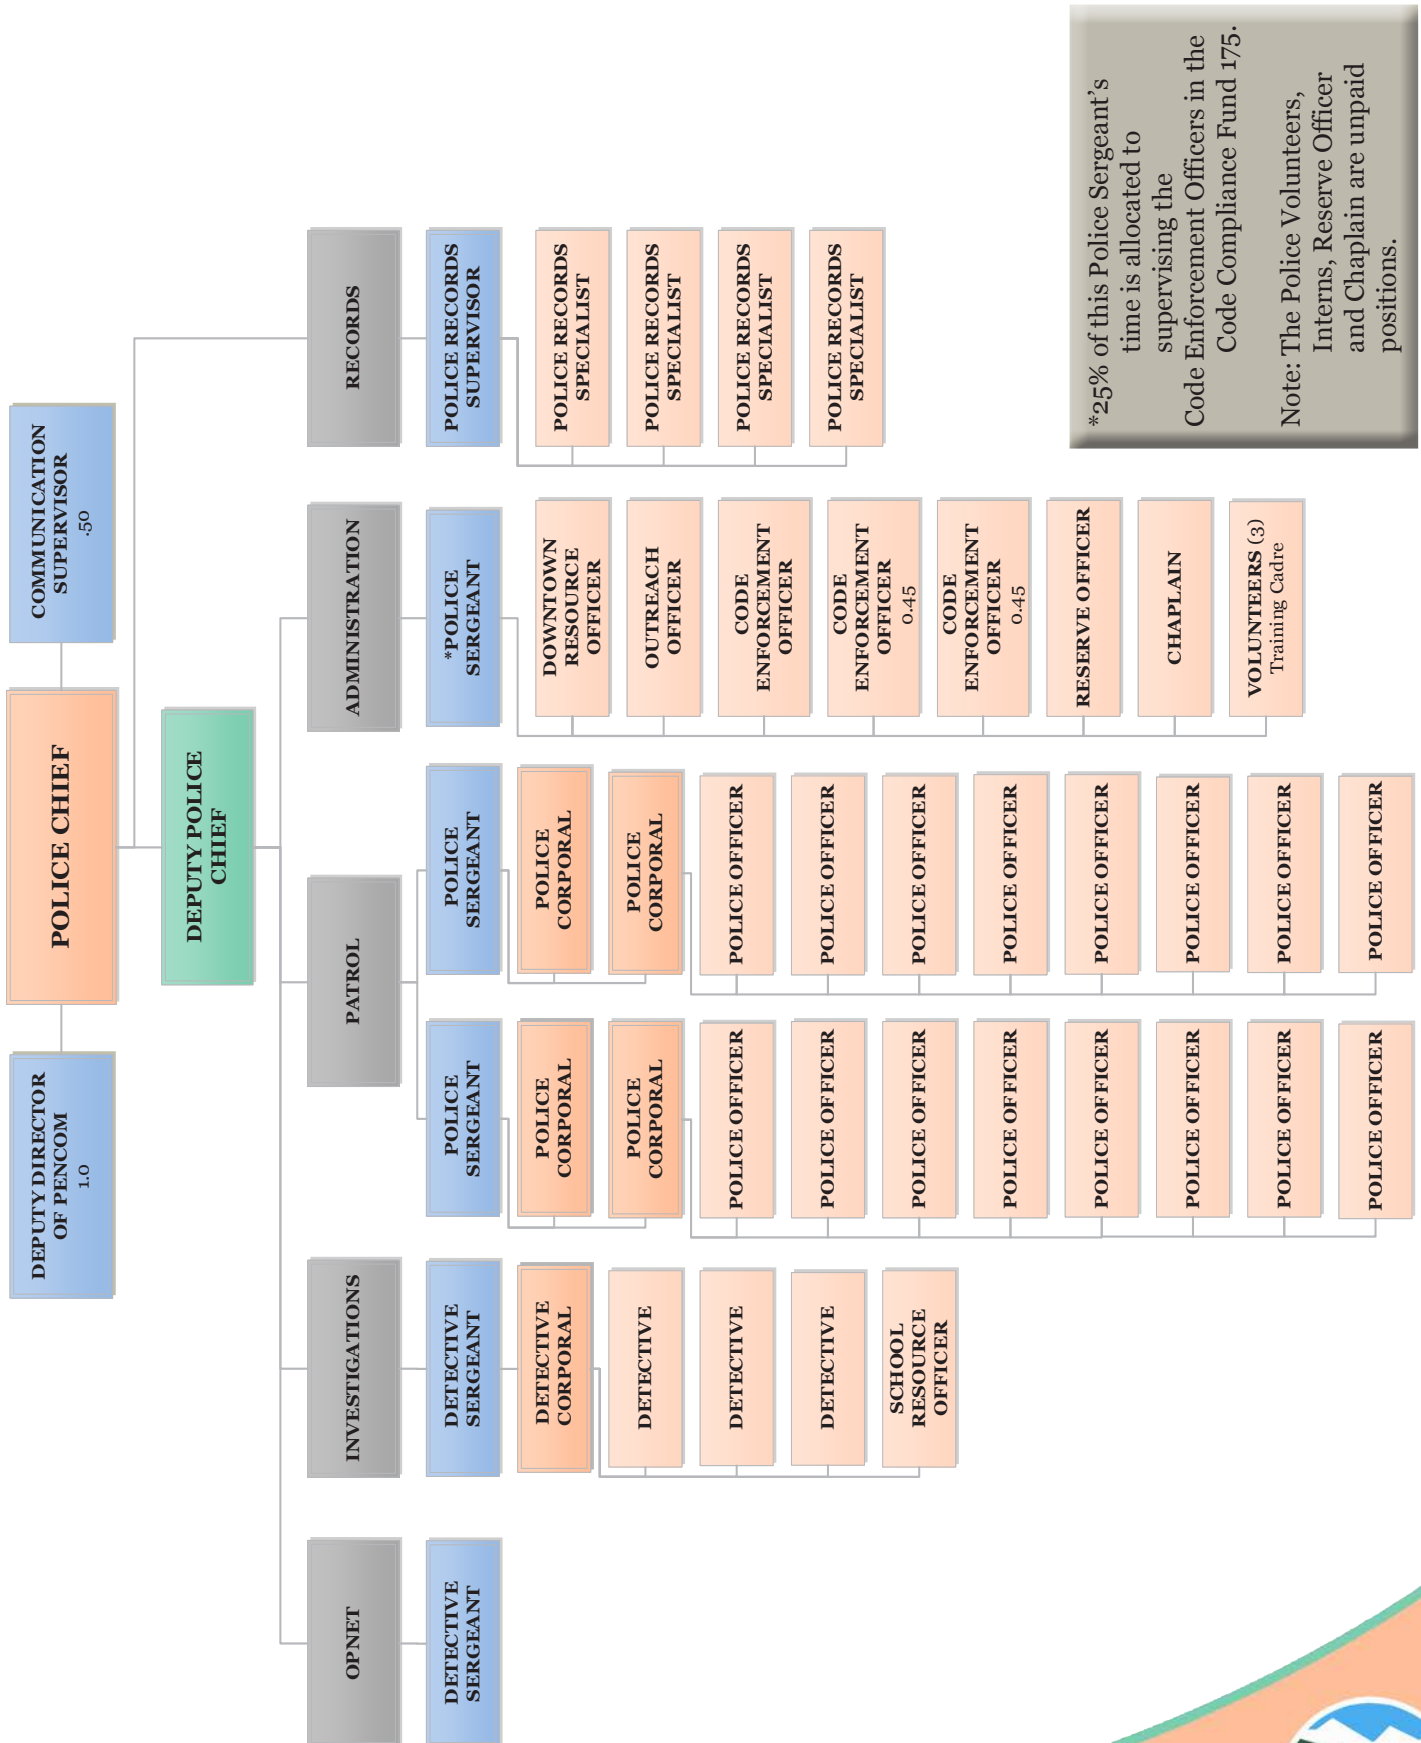 DEPUTY DIRECTOR
OF PENCOM
1.0
POLICE CHIEF
COMMUNICATION
SUPERVISOR
.50
DEPUTY POLICE
CHIEF
OPNET
DETECTIVE
SERGEANT
INVESTIGATIONS
DETECTIVE
SERGEANT
DETECTIVE
CORPORAL
DETECTIVE
DETECTIVE
DETECTIVE
SCHOOL
RESOURCE
OFFICER
PATROL
POLICE
SERGEANT
POLICE
CORPORAL
POLICE
CORPORAL
POLICE OFFICER
POLICE OFFICER
POLICE OFFICER
POLICE OFFICER
POLICE OFFICER
POLICE OFFICER
POLICE OFFICER
POLICE OFFICER
POLICE
SERGEANT
POLICE
CORPORAL
POLICE
CORPORAL
POLICE OFFICER
POLICE OFFICER
POLICE OFFICER
POLICE OFFICER
POLICE OFFICER
POLICE OFFICER
POLICE OFFICER
POLICE OFFICER
ADMINISTRATION
*POLICE
SERGEANT
DOWNTOWN
RESOURCE
OFFICER
OUTREACH
OFFICER
CODE
ENFORCEMENT
OFFICER
CODE
ENFORCEMENT
OFFICER
0.45
CODE
ENFORCEMENT
OFFICER
0.45
RESERVE OFFICER
CHAPLAIN
VOLUNTEERS (3)
Training Cadre
RECORDS
POLICE RECORDS
SUPERVISOR
POLICE RECORDS
SPECIALIST
POLICE RECORDS
SPECIALIST
POLICE RECORDS
SPECIALIST
POLICE RECORDS
SPECIALIST
*25% of this Police Sergeant's
time is allocated to
supervising the
Code Enforcement Officers in the
Code Compliance Fund 175.
Note: The Police Volunteers,
Interns, Reserve Officer
and Chaplain are unpaid
positions.